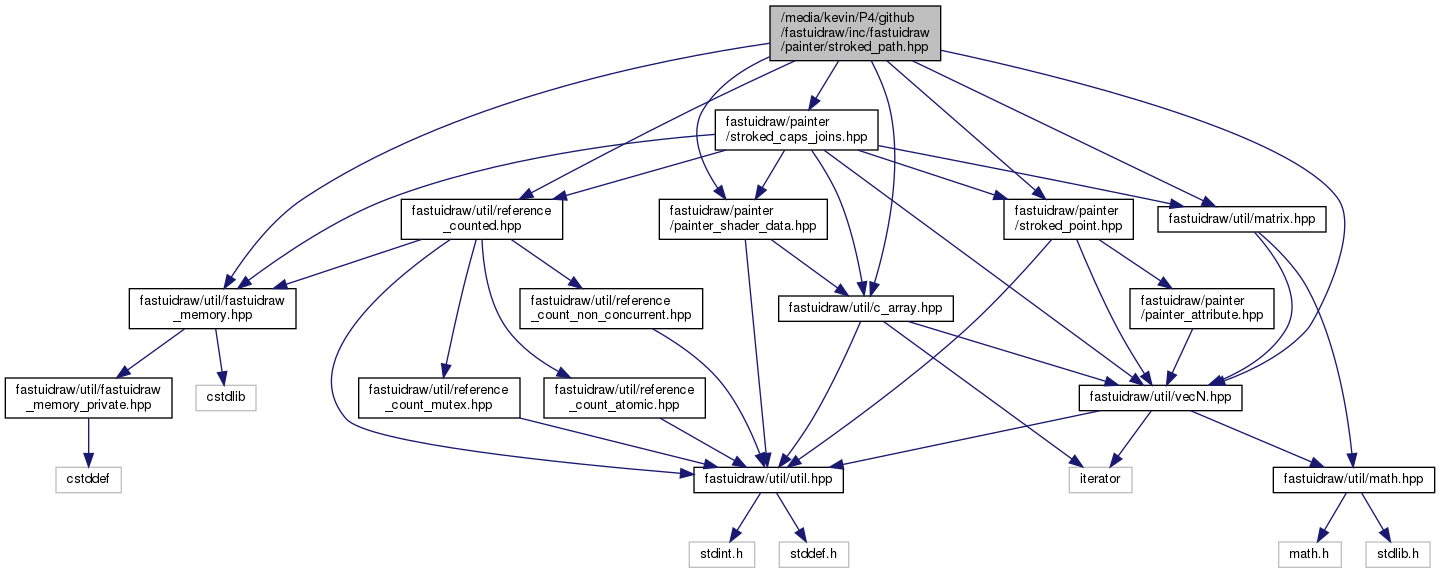 /media/kevin/P4/github
/fastuidraw/inc/fastuidraw
/painter/stroked_path.hpp
fastuidraw/painter
/stroked_caps_joins.hpp
fastuidraw/util/reference
_counted.hpp
fastuidraw/painter
/painter_shader_data.hpp
fastuidraw/painter
/stroked_point.hpp
fastuidraw/util/matrix.hpp
fastuidraw/util/fastuidraw
_memory.hpp
fastuidraw/util/reference
_count_non_concurrent.hpp
fastuidraw/util/c_array.hpp
fastuidraw/painter
/painter_attribute.hpp
fastuidraw/util/fastuidraw
_memory_private.hpp
cstdlib
fastuidraw/util/reference
_count_mutex.hpp
fastuidraw/util/reference
_count_atomic.hpp
fastuidraw/util/vecN.hpp
cstddef
fastuidraw/util/util.hpp
iterator
fastuidraw/util/math.hpp
stdint.h
stddef.h
math.h
stdlib.h